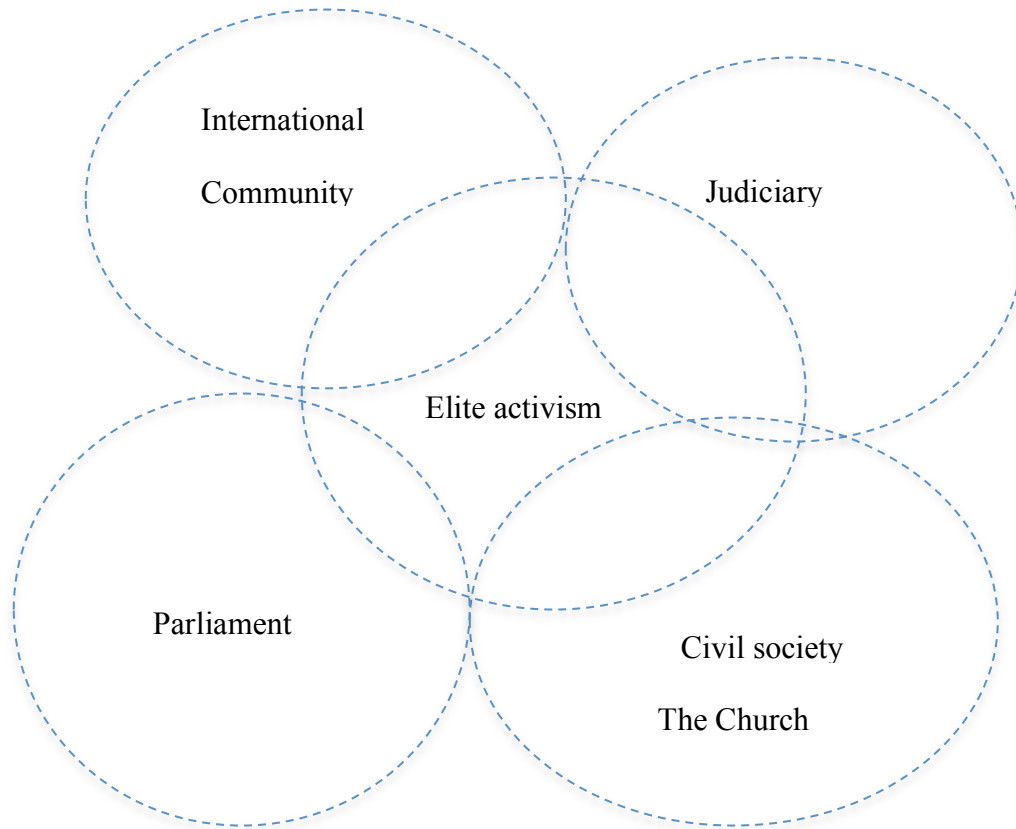 International
Community
Judiciary
Elite activism
Parliament
Civil society
The Church